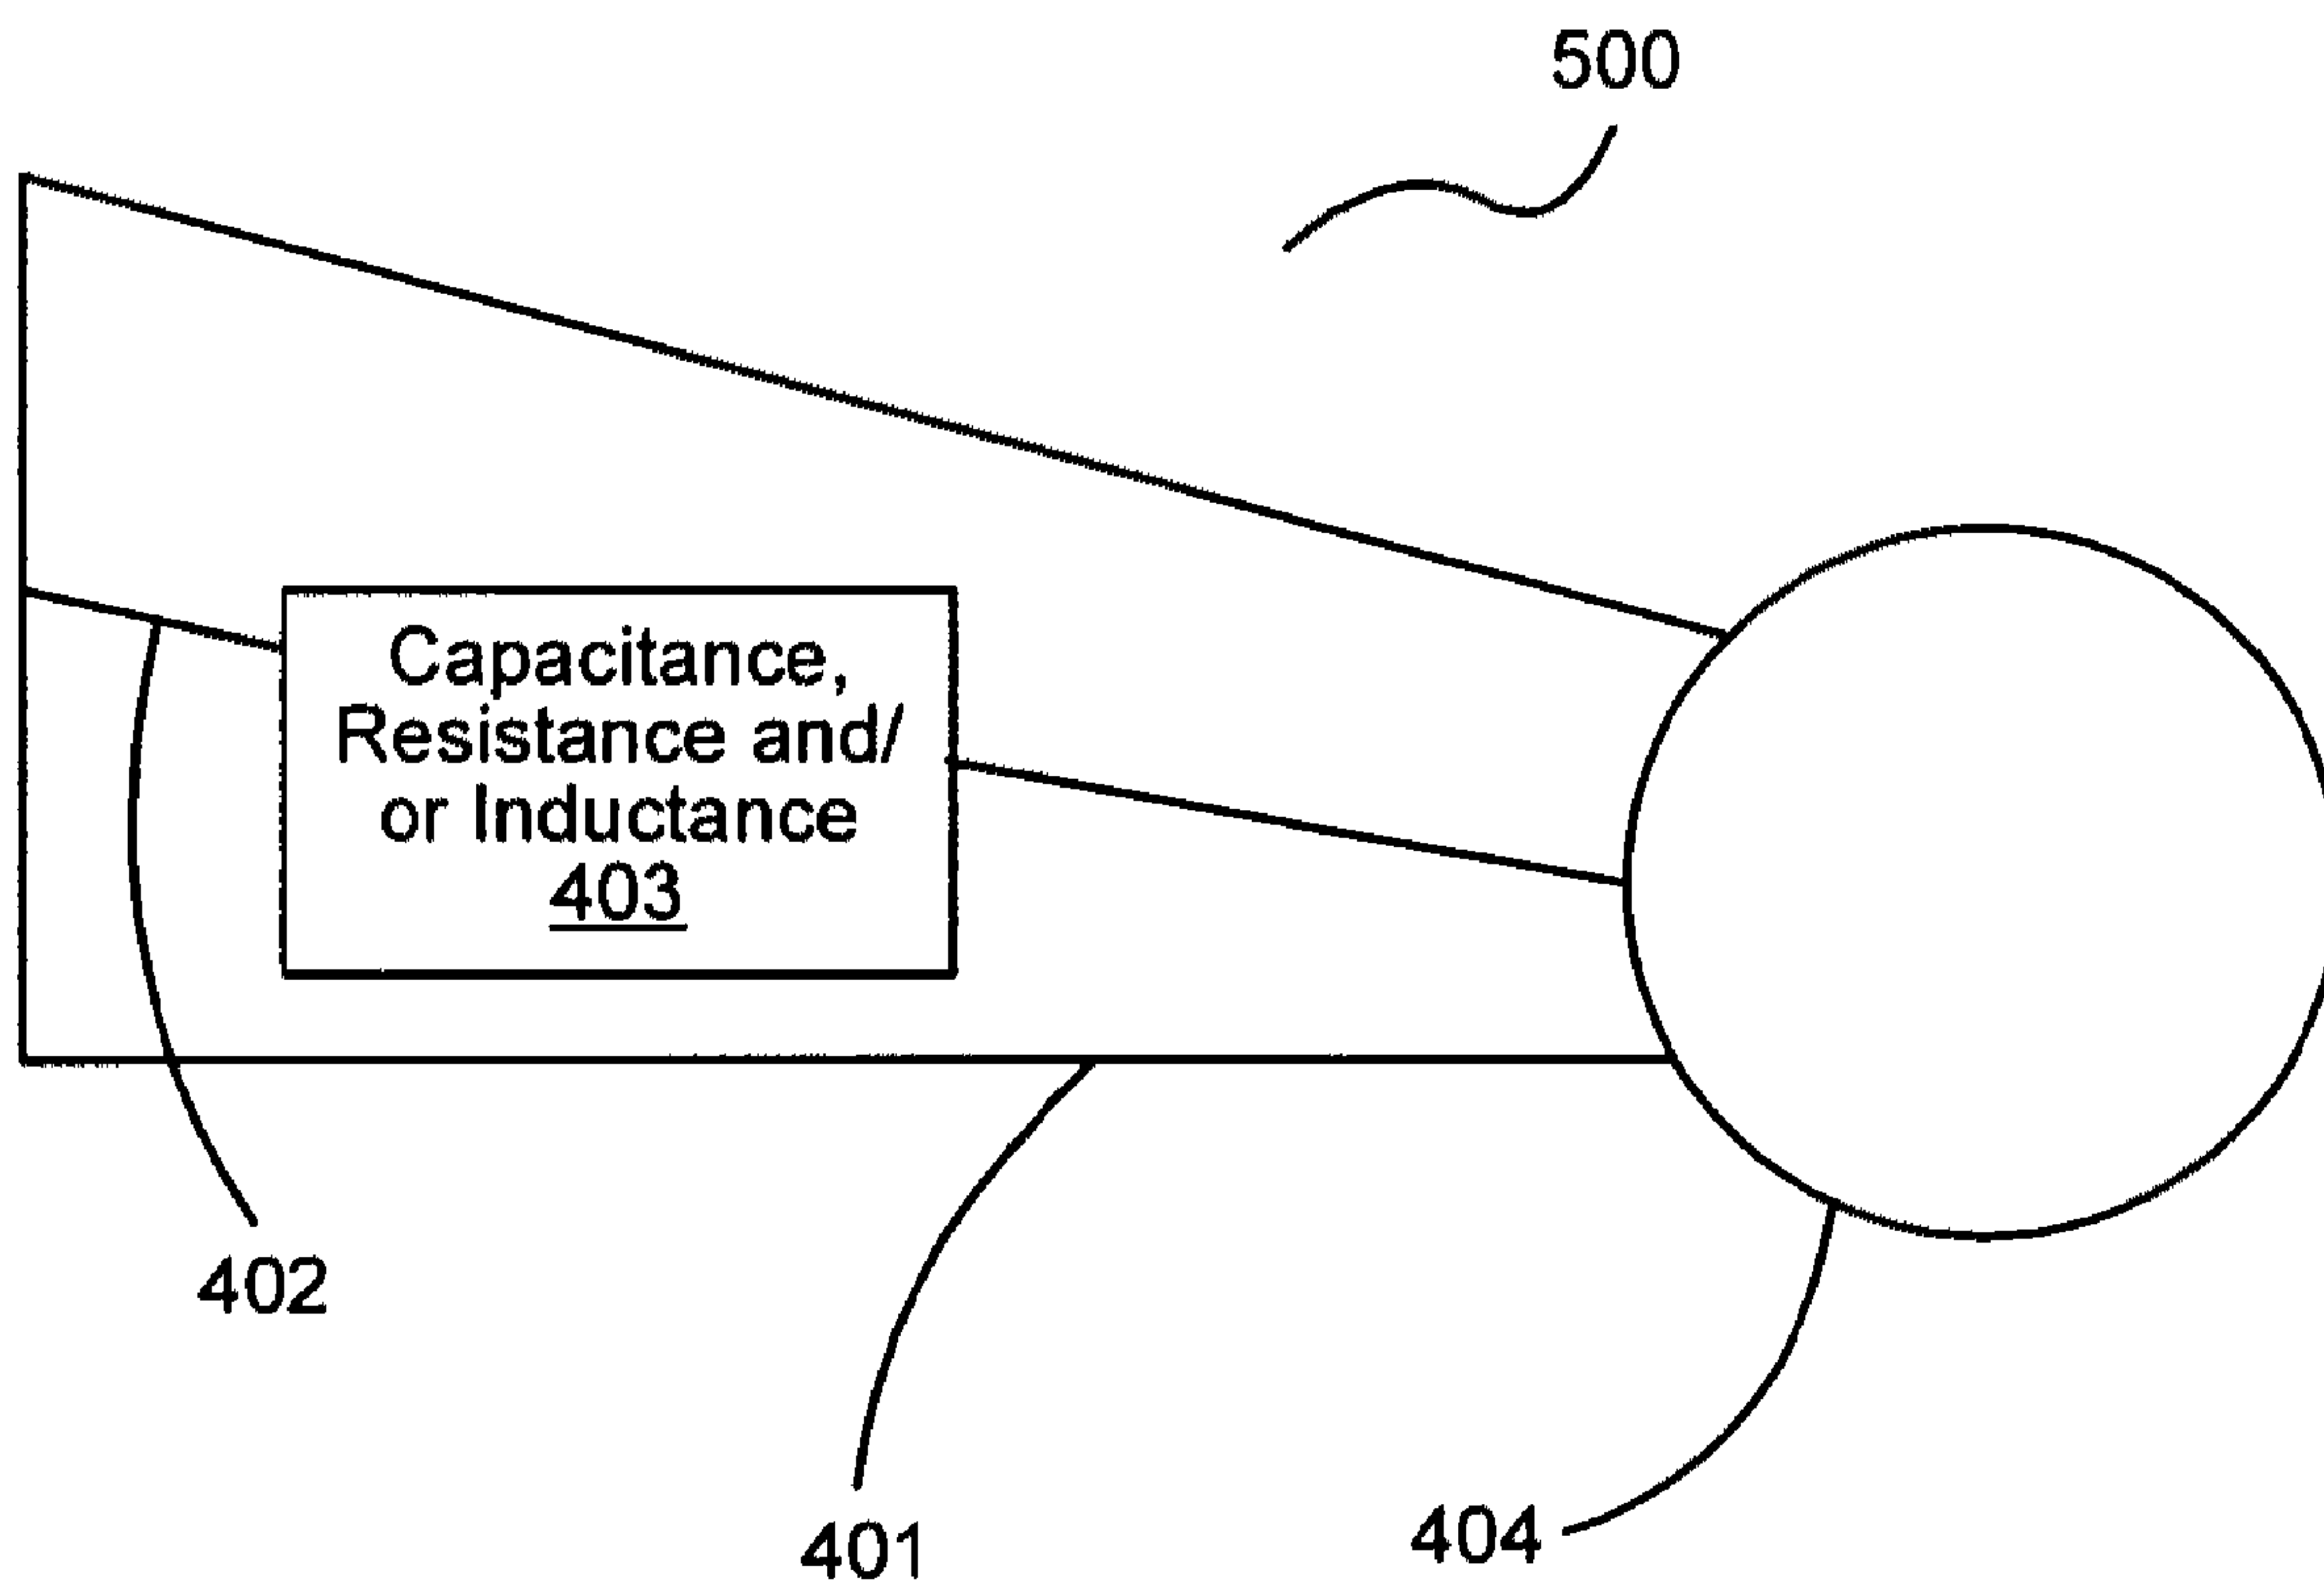 500
Capacitance,
Resistance and/
or Inductance
403
402
401
404